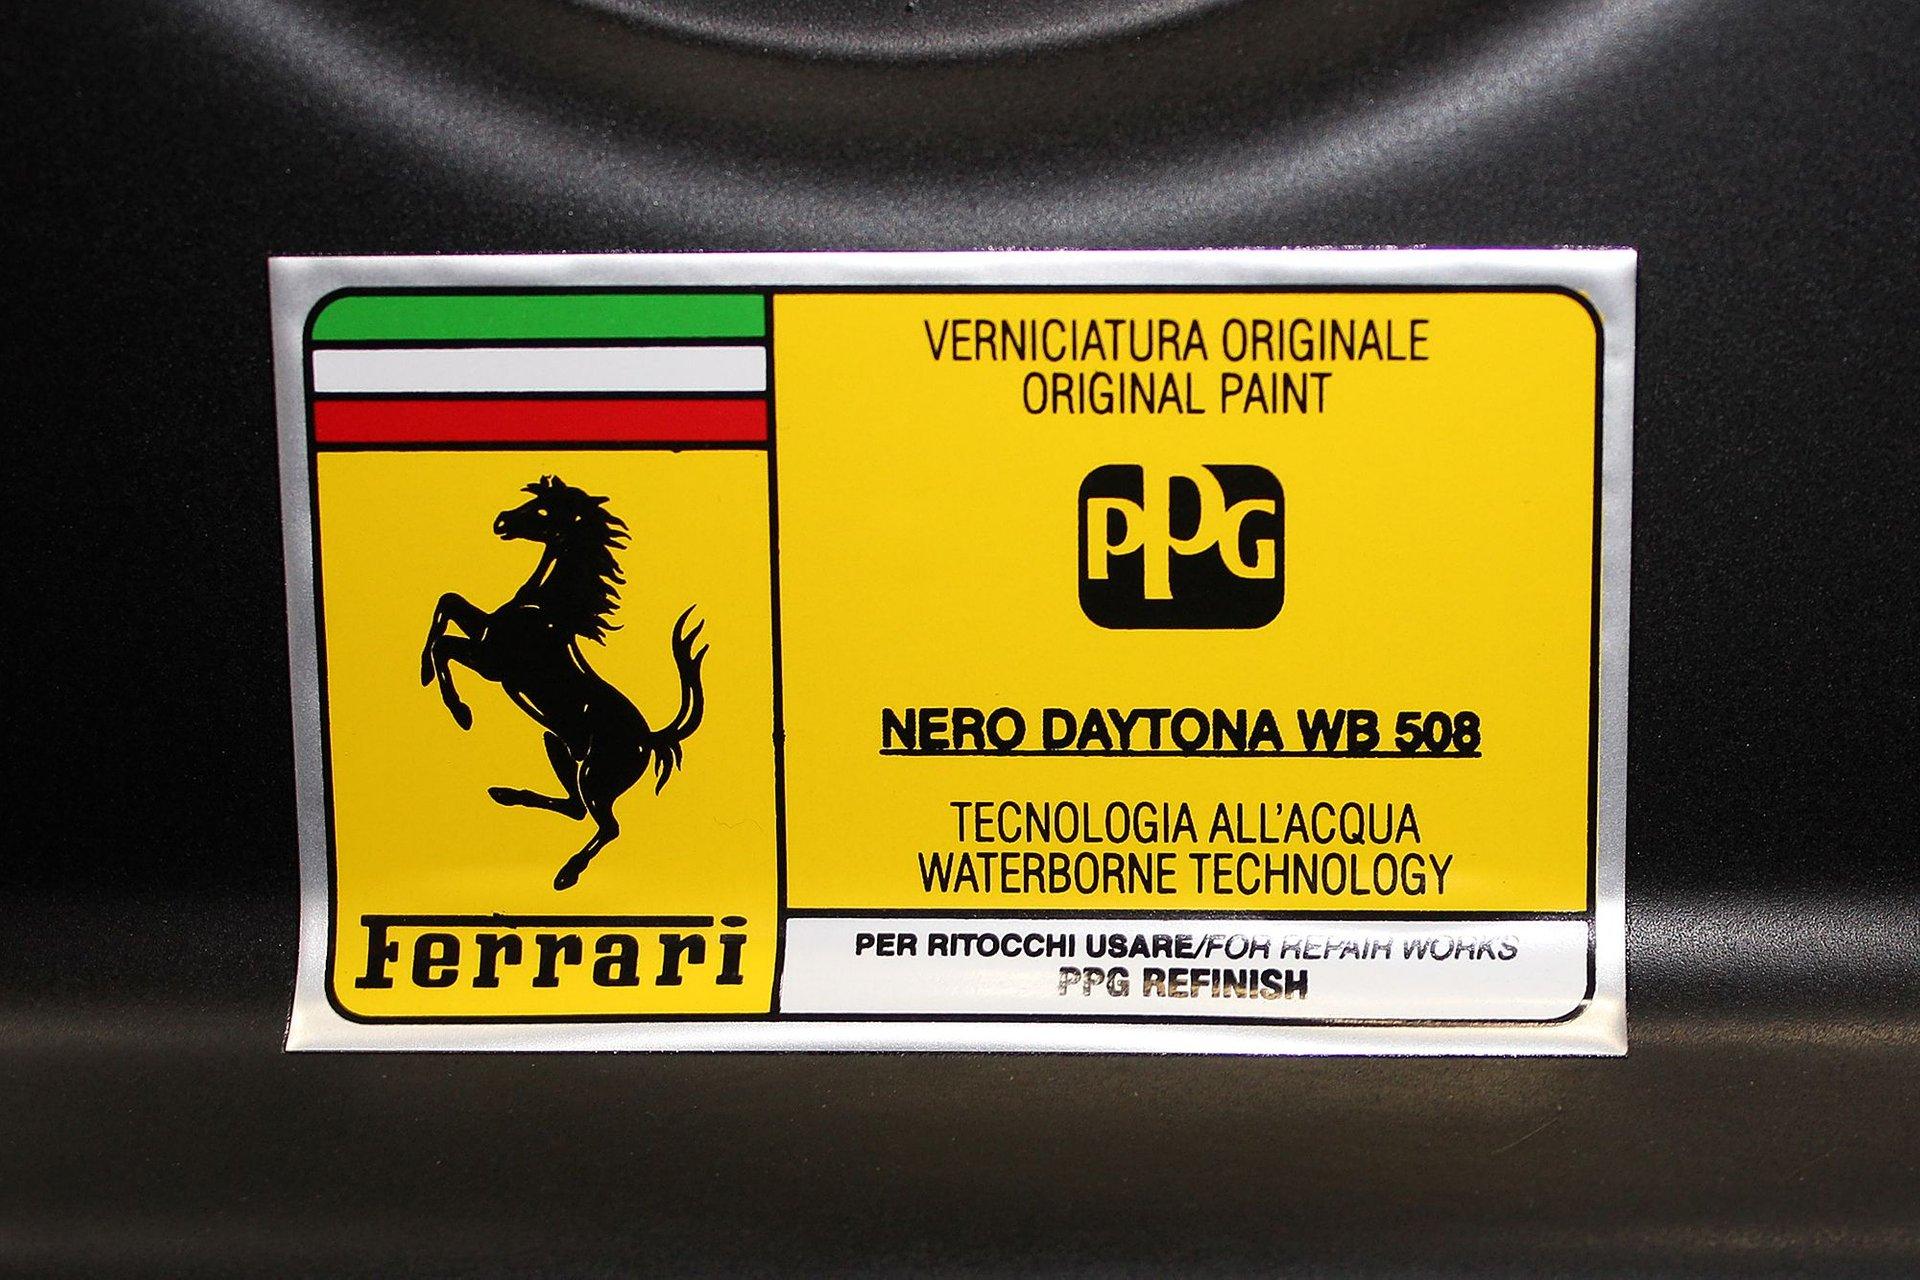 VERNICIATURA ORIGINALE
ORIGINAL PAINT
PPG
NERO DAYTONA WB 508
TECNOLOGIA ALL'ACQUA
WATERBORNE TECHNOLOGY
PER RITOCCHI USARE/FOR REPAIR WORKS
PPG REFINISH
Ferrari